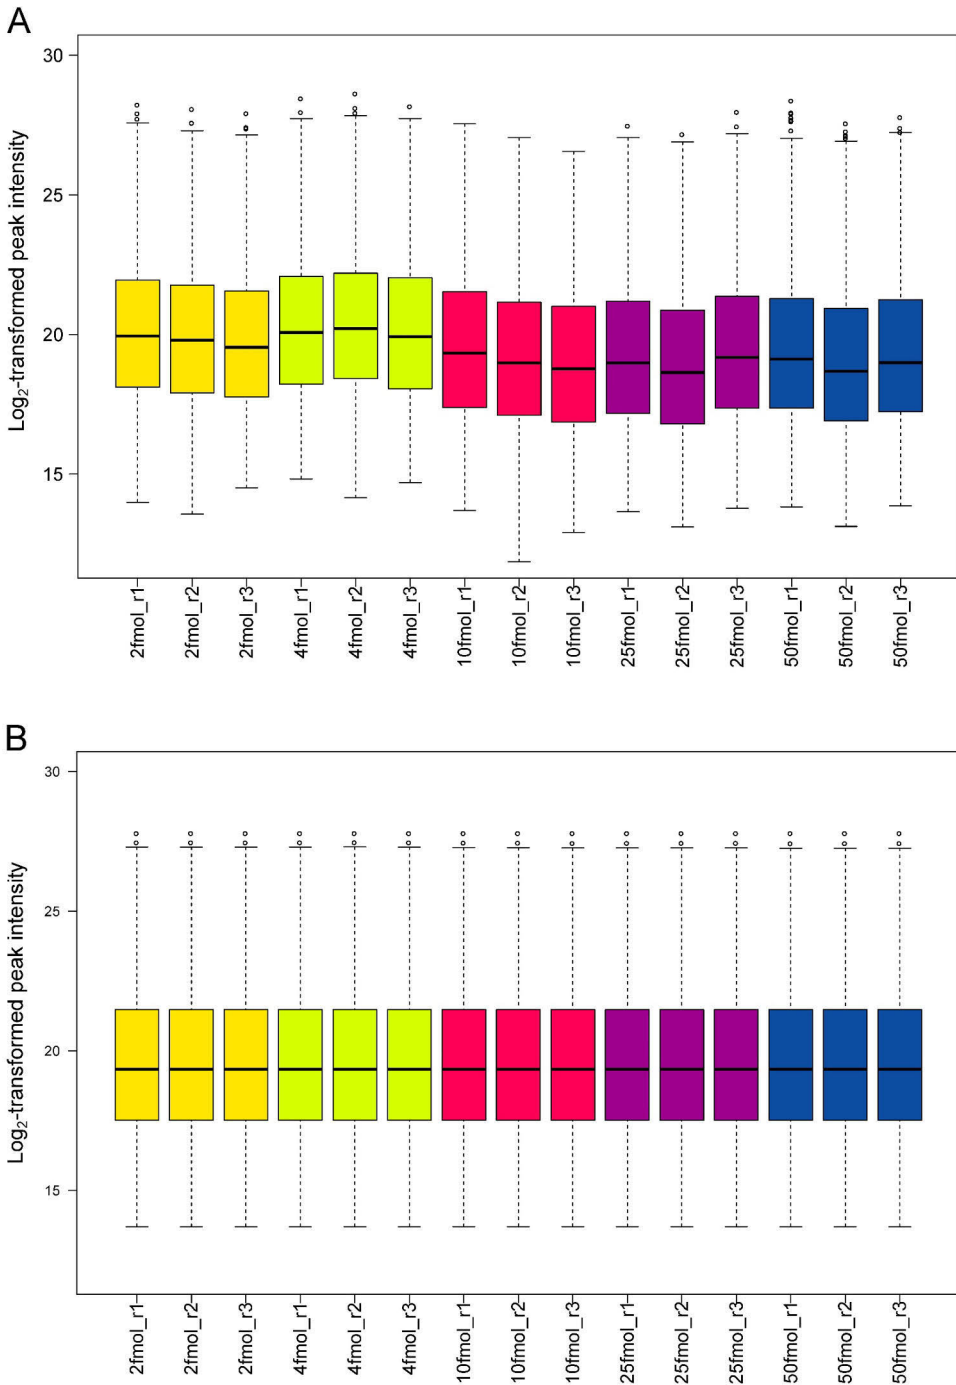 A
Log₂-transformed peak intensity
30
25
20
15
2fmol_r1
2fmol_r2
2fmol_r3
4fmol_r1
4fmol_r2
4fmol_r3
10fmol_r1
10fmol_r2
10fmol_r3
25fmol_r1
25fmol_r2
25fmol_r3
50fmol_r1
50fmol_r2
50fmol_r3
B
Log₂-transformed peak intensity
30
25
20
15
2fmol_r1
2fmol_r2
2fmol_r3
4fmol_r1
4fmol_r2
4fmol_r3
10fmol_r1
10fmol_r2
10fmol_r3
25fmol_r1
25fmol_r2
25fmol_r3
50fmol_r1
50fmol_r2
50fmol_r3